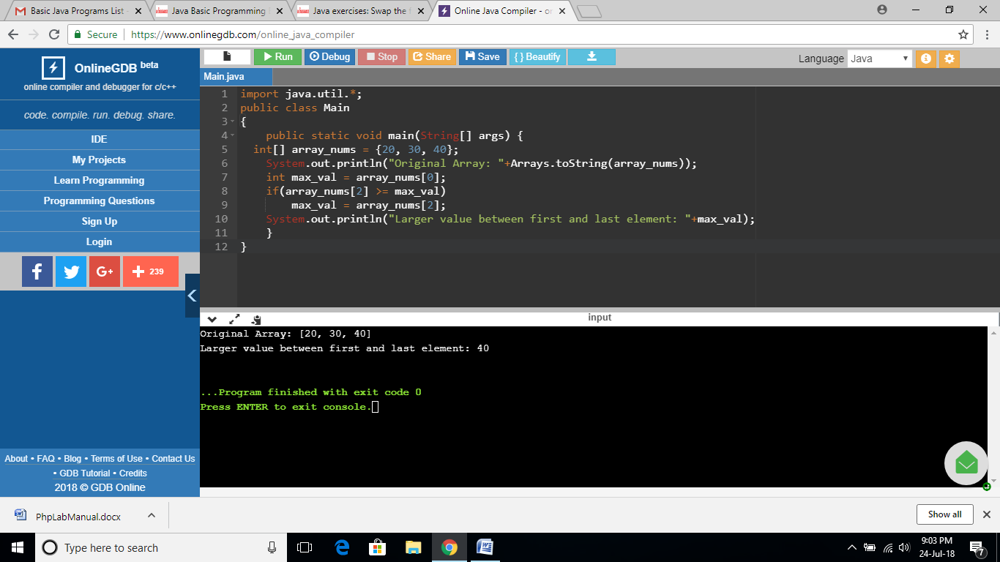 Basic Java Programs List
Java Basic Programming
Java exercises: Swap the f
Online Java Compiler - on
Secure
https://www.onlinegdb.com/online_java_compiler
OnlineGDB beta
online compiler and debugger for c/c++
code. compile. run. debug. share.
IDE
My Projects
Learn Programming
Programming Questions
Sign Up
Login
f
G+
+ 239
About • FAQ • Blog • Terms of Use • Contact Us
• GDB Tutorial • Credits
2018 © GDB Online
Run
Debug
Stop
Share
Save
{ } Beautify
Language Java
Main.java
1 import java.util.*;
2 public class Main
3 {
4 public static void main(String[] args) {
5 int[] array_nums = {20, 30, 40};
6 System.out.println("Original Array: "+Arrays.toString(array_nums));
7 int max_val = array_nums[0];
8 if(array_nums[2] >= max_val)
9 max_val = array_nums[2];
10 System.out.println("Larger value between first and last element: "+max_val);
11 }
12 }
input
Original Array: [20, 30, 40]
Larger value between first and last element: 40
...Program finished with exit code 0
Press ENTER to exit console.
PhpLabManual.docx
Show all
Type here to search
9:03 PM
24-Jul-18
7